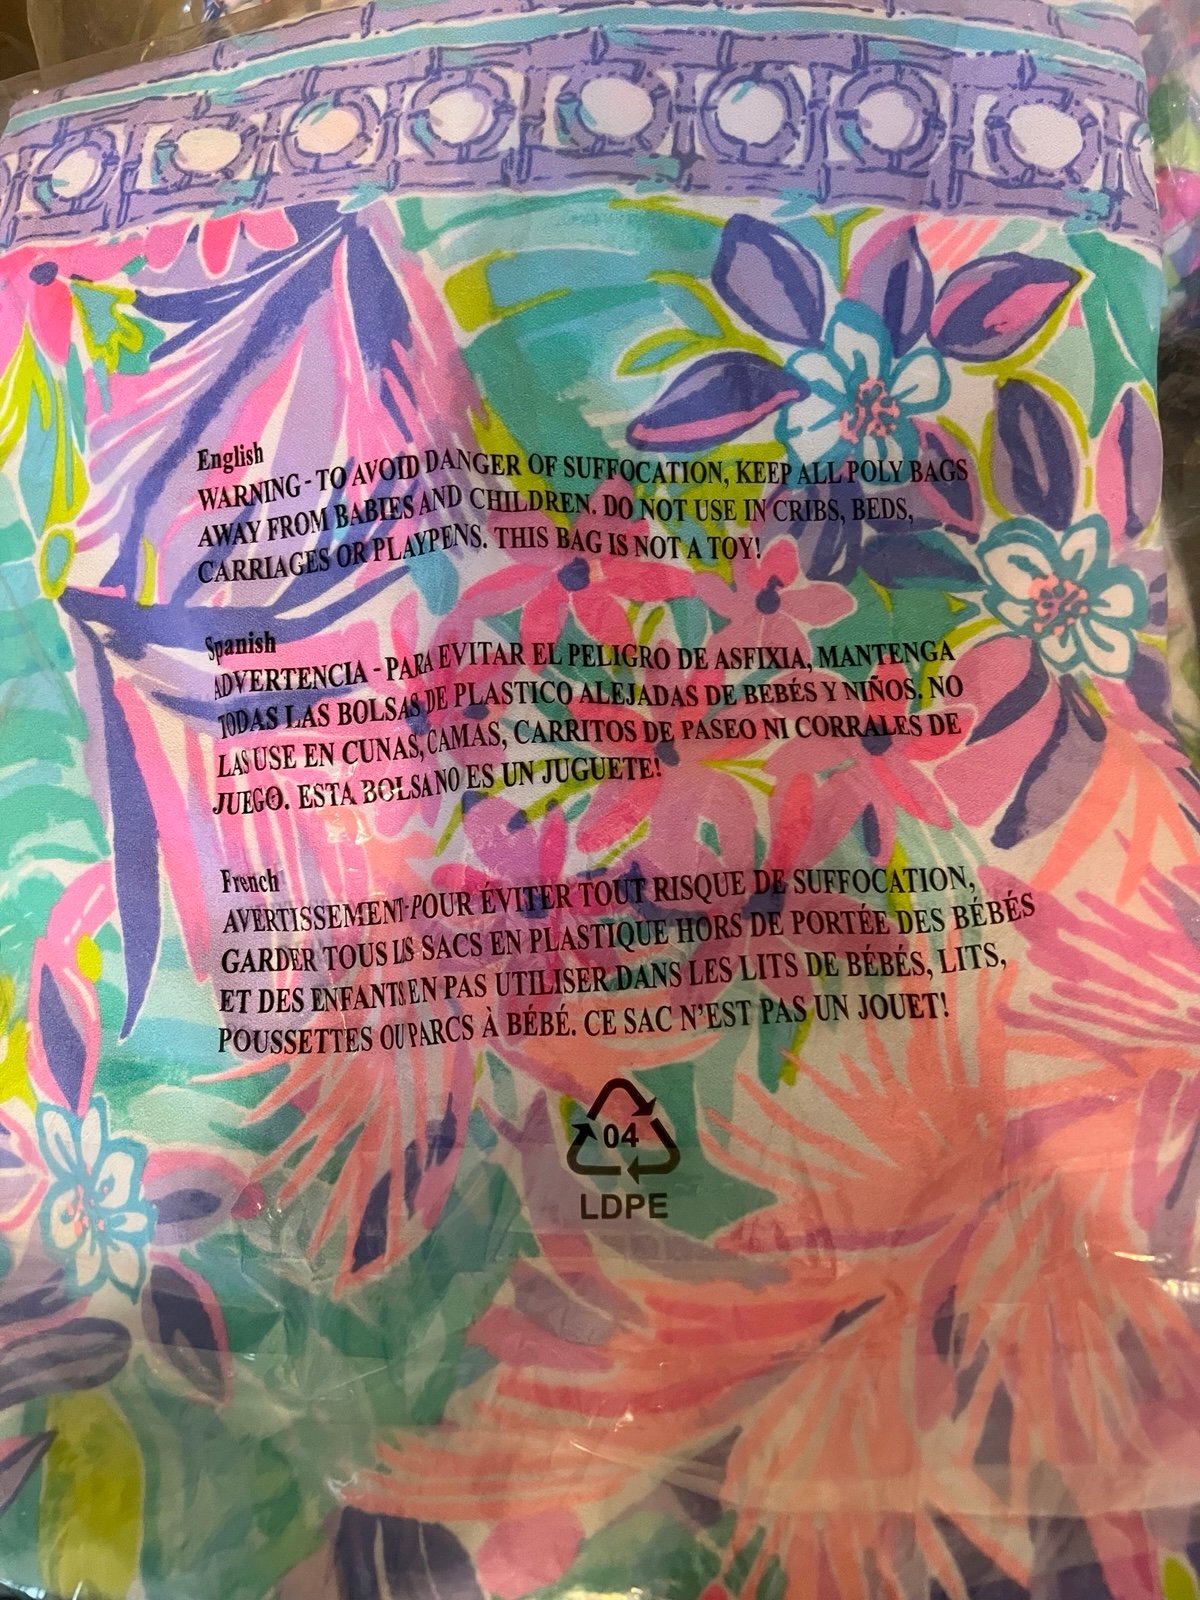 English
WARNING - TO AVOID DANGER OF SUFFOCATION, KEEP ALL POLY BAGS
AWAY FROM BABIES AND CHILDREN. DO NOT USE IN CRIBS, BEDS,
CARRIAGES OR PLAYPENS. THIS BAG IS NOT A TOY!
Spanish
ADVERTENCIA - PARA EVITAR EL PELIGRO DE ASFIXIA, MANTENGA
TODAS LAS BOLSAS DE PLASTICO ALEJADAS DE BEBÉS Y NIÑOS. NO
LAS USE EN CUNAS, CAMAS, CARRITOS DE PASEO NI CORRALES DE
JUEGO. ESTA BOLSA NO ES UN JUGUETE!
French
AVERTISSEMENT-POUR ÉVITER TOUT RISQUE DE SUFFOCATION,
GARDER TOUS LES SACS EN PLASTIQUE HORS DE PORTÉE DES BÉBÉS
ET DES ENFANTS EN PAS UTILISER DANS LES LITS DE BÉBÉS, LITS,
POUSSETTES OU PARCS À BÉBÉ. CE SAC N'EST PAS UN JOUET!
04
LDPE